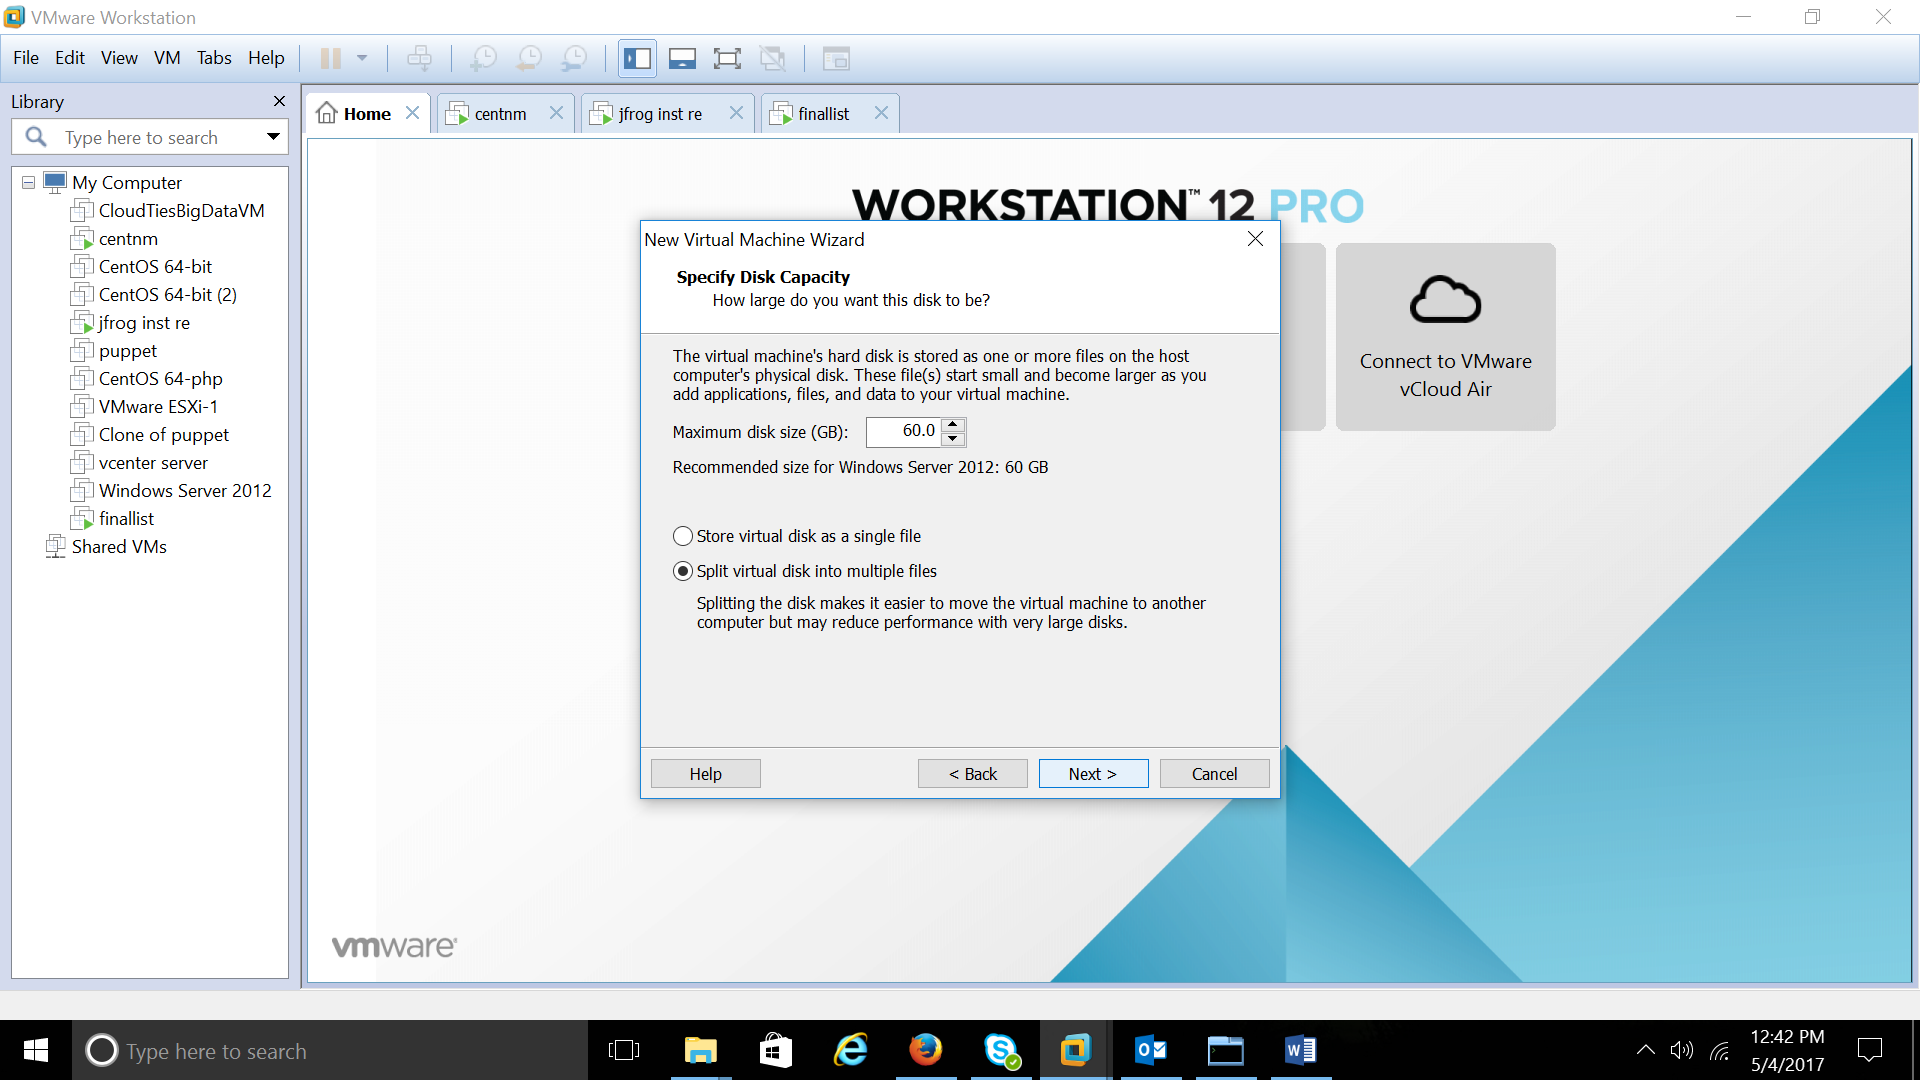 VMware Workstation
File Edit View VM Tabs Help
Library
Type here to search
My Computer
CloudTiesBigDataVM
centnm
CentOS 64-bit
CentOS 64-bit (2)
jfrog inst re
puppet
CentOS 64-php
VMware ESXi-1
Clone of puppet
vcenter server
Windows Server 2012
finallist
Shared VMs
Home centnm jfrog inst re finallist
WORKSTATION™ 12 PRO
New Virtual Machine Wizard
Specify Disk Capacity
How large do you want this disk to be?
The virtual machine's hard disk is stored as one or more files on the host
computer's physical disk. These file(s) start small and become larger as you
add applications, files, and data to your virtual machine.
Maximum disk size (GB): 60.0
Recommended size for Windows Server 2012: 60 GB
Store virtual disk as a single file
Split virtual disk into multiple files
Splitting the disk makes it easier to move the virtual machine to another
computer but may reduce performance with very large disks.
Help < Back Next > Cancel
Connect to VMware
vCloud Air
vmware®
Type here to search
12:42 PM
5/4/2017